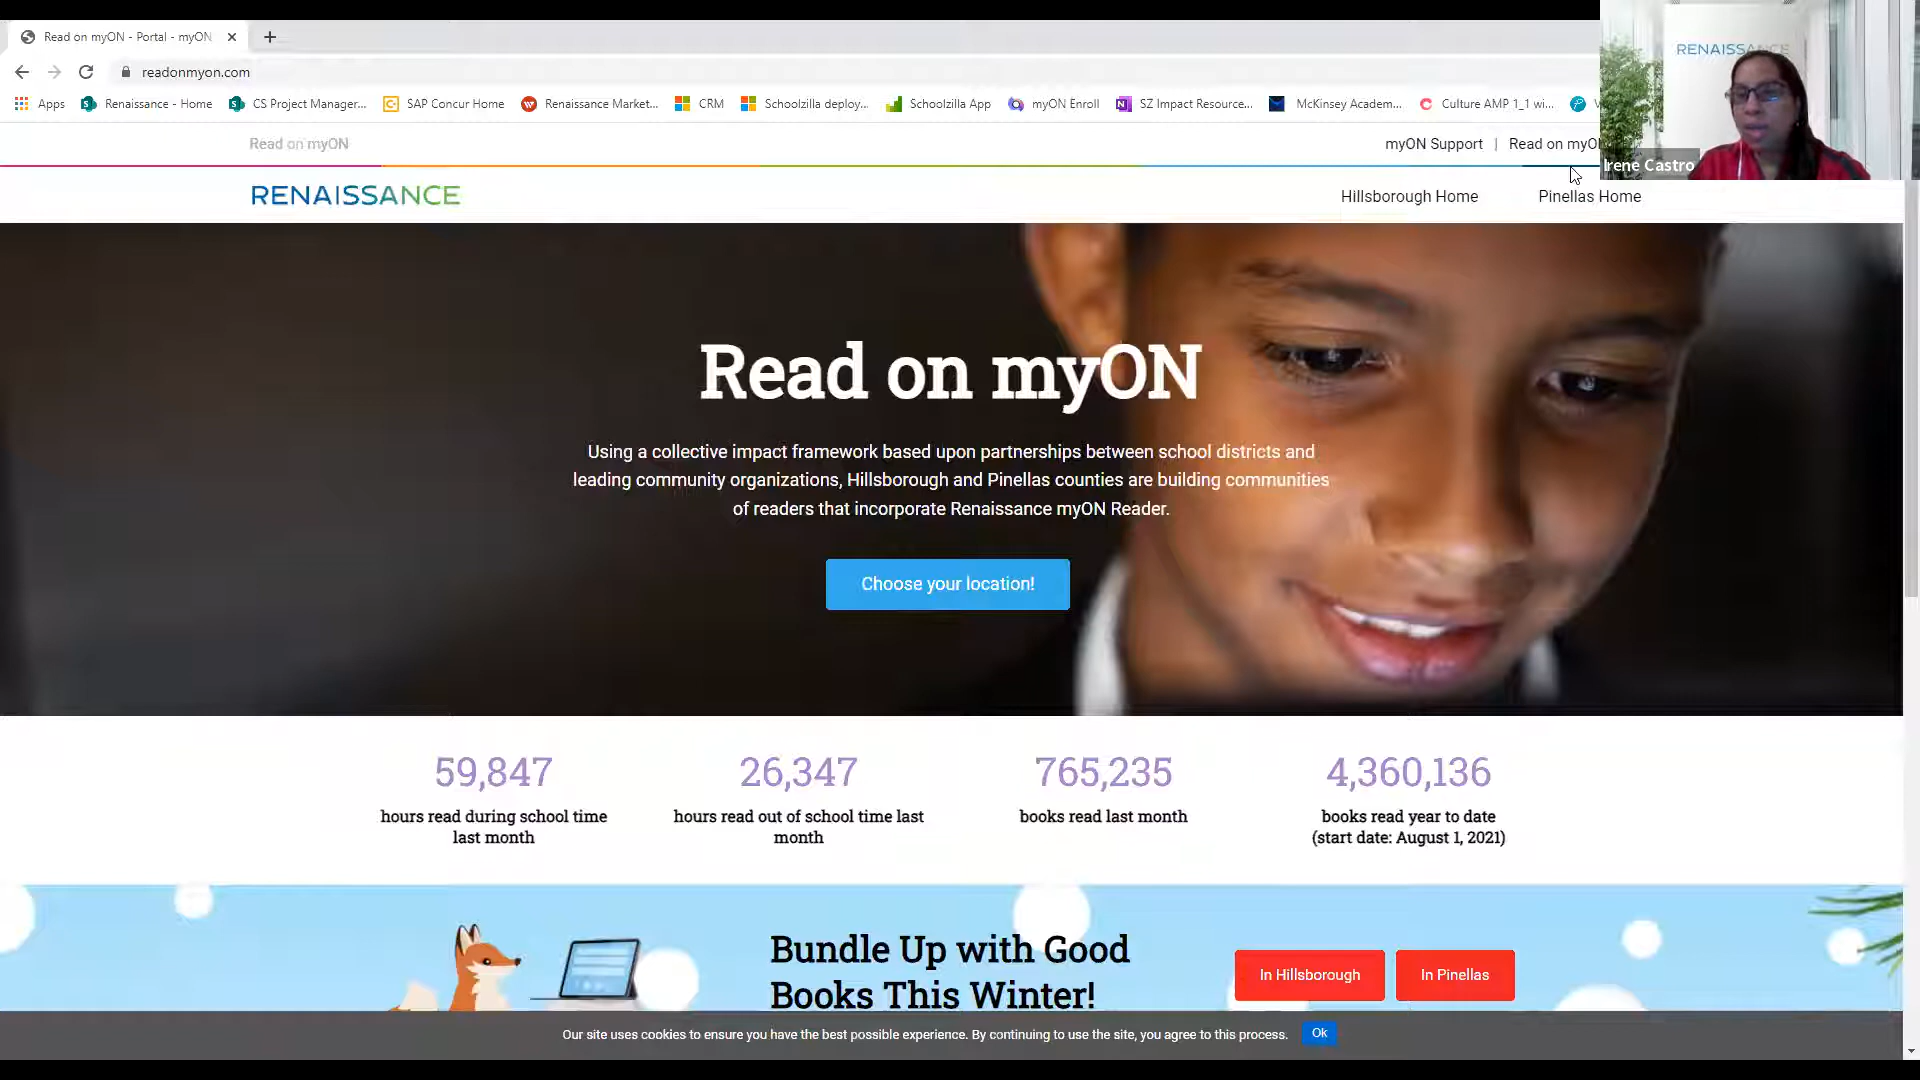 Read on myON - Portal - myON
readonmyon.com
Apps
Renaissance - Home
CS Project Manager...
SAP Concur Home
Renaissance Market...
CRM
Schoolzilla deploy...
Schoolzilla App
myON Enroll
SZ Impact Resource...
McKinsey Academ...
Culture AMP 1_1 wi...
RENAISSANCE
Irene Castro
Read on myON
myON Support | Read on myON
RENAISSANCE
Hillsborough Home
Pinellas Home
Read on myON
Using a collective impact framework based upon partnerships between school districts and
leading community organizations, Hillsborough and Pinellas counties are building communities
of readers that incorporate Renaissance myON Reader.
Choose your location!
59,847
hours read during school time
last month
26,347
hours read out of school time last
month
765,235
books read last month
4,360,136
books read year to date
(start date: August 1, 2021)
Bundle Up with Good
Books This Winter!
In Hillsborough
In Pinellas
Our site uses cookies to ensure you have the best possible experience. By continuing to use the site, you agree to this process.
Ok